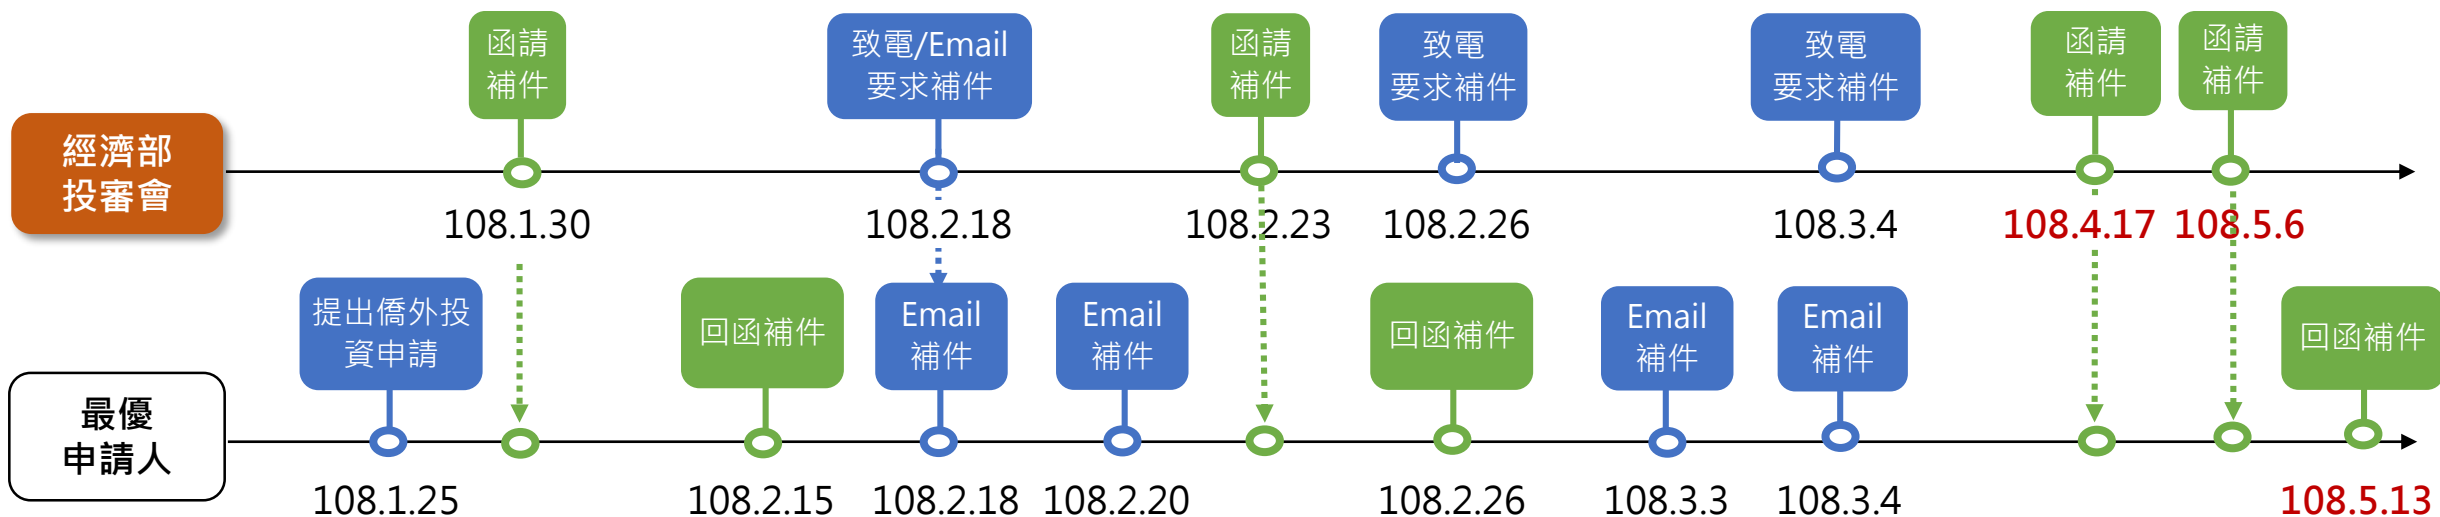 函請
補件
致電/Email
要求補件
函請
補件
致電
要求補件
致電
要求補件
函請
補件
函請
補件
經濟部
投審會
108.1.30
108.2.18
108.2.23
108.2.26
108.3.4
108.4.17
108.5.6
提出僑外投
資申請
回函補件
Email
補件
Email
補件
回函補件
Email
補件
Email
補件
回函補件
最優
申請人
108.1.25
108.2.15
108.2.18
108.2.20
108.2.26
108.3.3
108.3.4
108.5.13